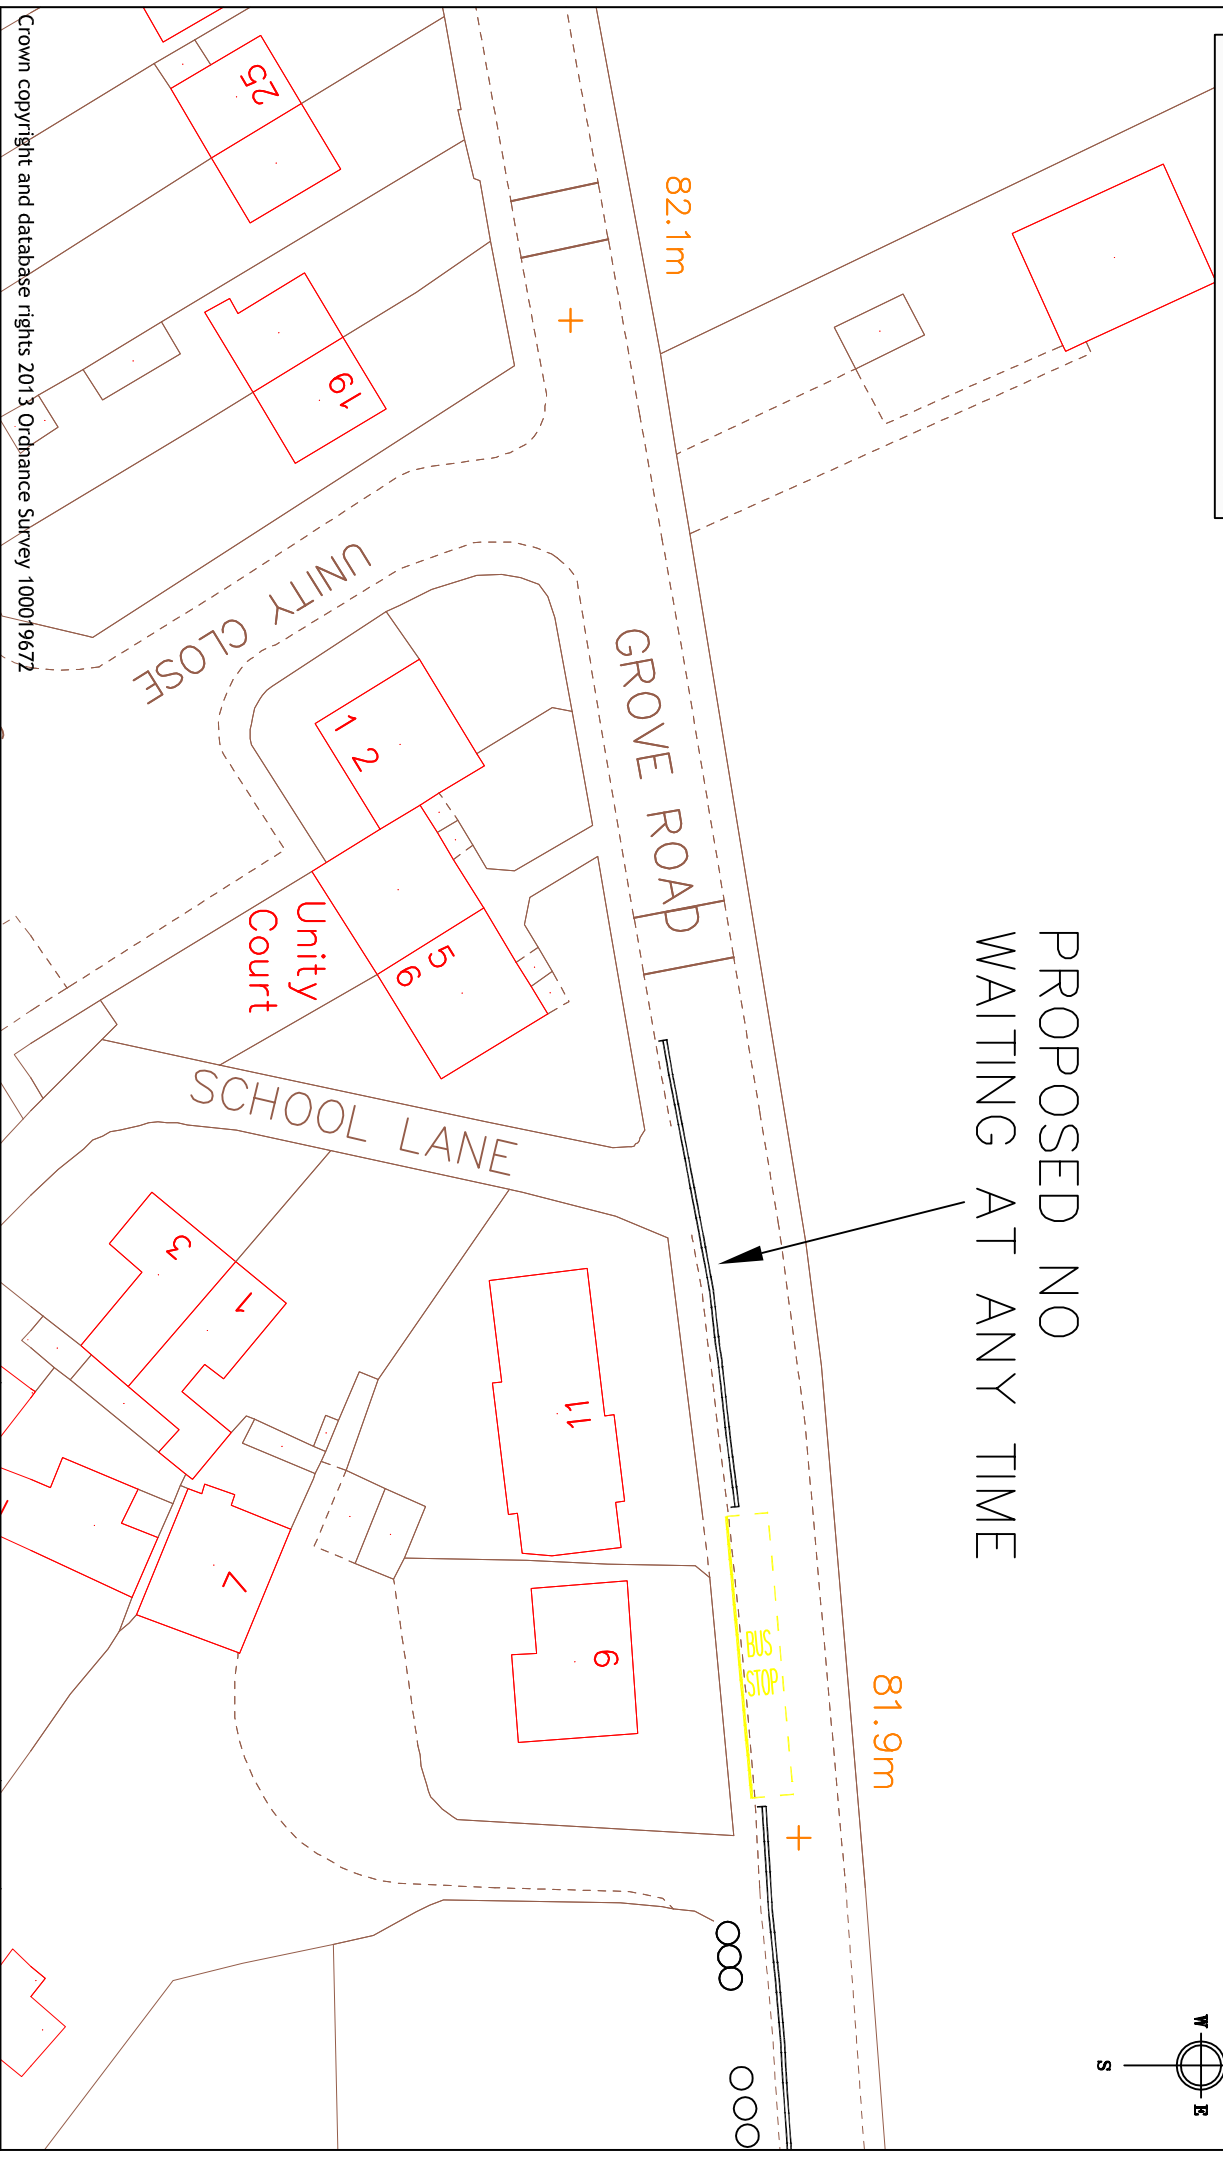 PROPOSED NO
WAITING AT ANY TIME
W
E
S
82.1m
81.9m
GROVE ROAD
BUS
STOP
UNITY CLOSE
SCHOOL LANE
Unity
Court
25
19
1
2
5
6
11
9
3
1
7
Crown copyright and database rights 2013 Ordnance Survey 100019672